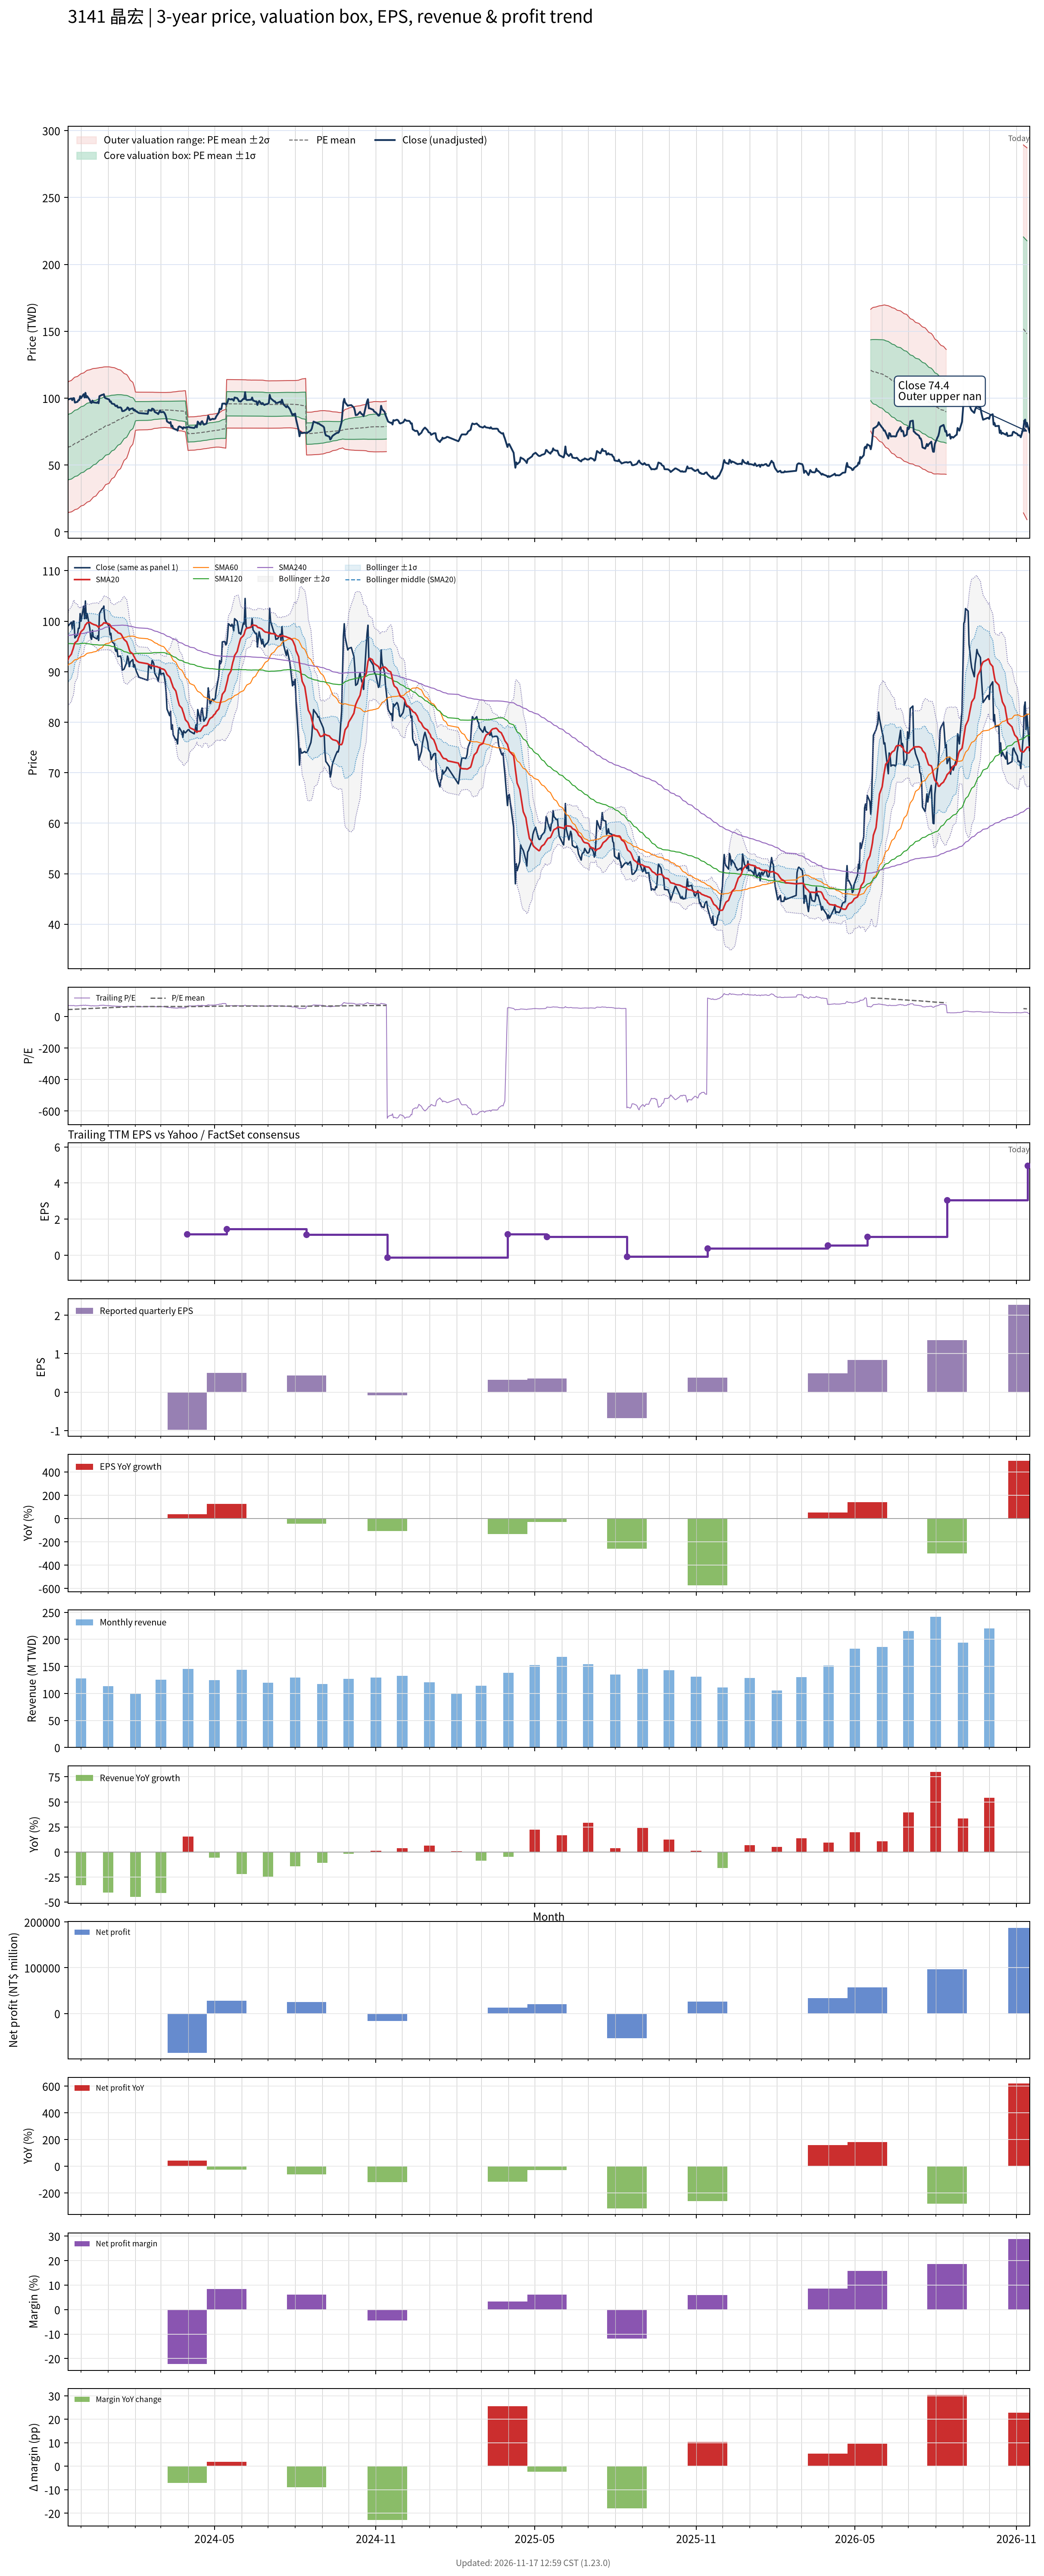 3141 晶宏 | 3-year price, valuation box, EPS, revenue & profit trend
Outer valuation range: PE mean ±2σ
PE mean
Close (unadjusted)
Core valuation box: PE mean ±1σ
Today
300
250
200
150
100
50
0
Price (TWD)
Close 74.4
Outer upper nan
Close (same as panel 1)
SMA20
SMA60
SMA120
SMA240
Bollinger ±2σ
Bollinger ±1σ
Bollinger middle (SMA20)
110
100
90
80
70
60
50
40
Price
Trailing P/E
P/E mean
0
-200
-400
-600
P/E
Trailing TTM EPS vs Yahoo / FactSet consensus
Today
6
4
2
0
EPS
Reported quarterly EPS
2
1
0
-1
EPS
EPS YoY growth
400
200
0
-200
-400
-600
YoY (%)
Monthly revenue
250
200
150
100
50
0
Revenue (M TWD)
Revenue YoY growth
75
50
25
0
-25
-50
YoY (%)
Month
Net profit
200000
100000
0
Net profit (NT$ million)
Net profit YoY
600
400
200
0
-200
YoY (%)
Net profit margin
30
20
10
0
-10
-20
Margin (%)
Margin YoY change
30
20
10
0
-10
-20
Δ margin (pp)
2024-05
2024-11
2025-05
2025-11
2026-05
2026-11
Updated: 2026-11-17 12:59 CST (1.23.0)